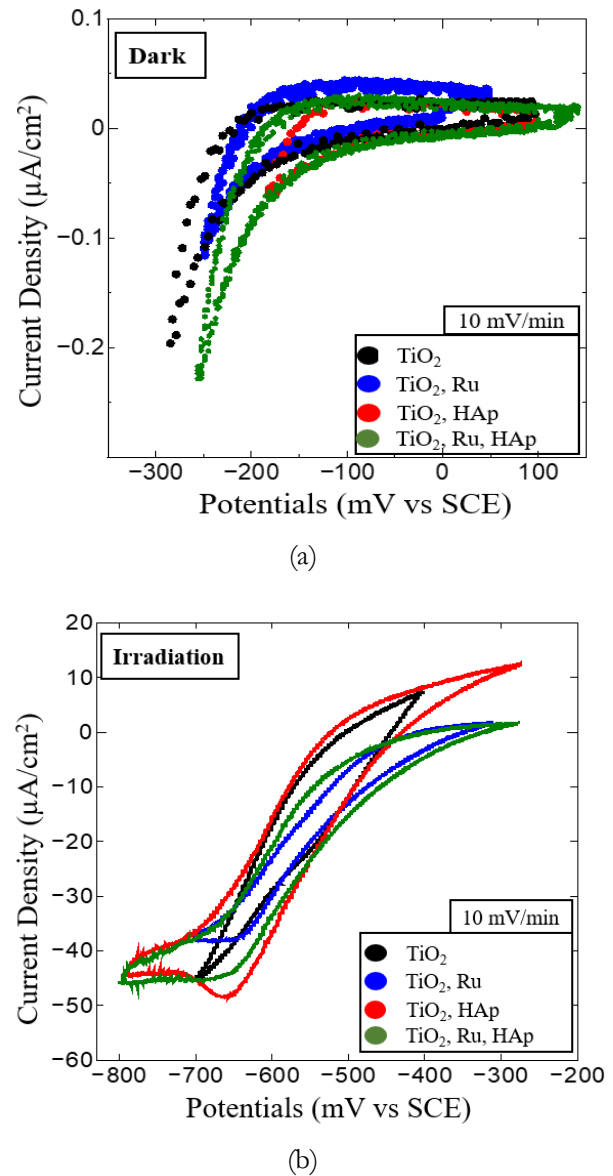 0.1
Dark
0
−0.1
−0.2
Current Density (µA/cm²)
10 mV/min
TiO₂
TiO₂, Ru
TiO₂, HAp
TiO₂, Ru, HAp
−300 −200 −100 0 100
Potentials (mV vs SCE)
(a)
20
Irradiation
10
0
−10
−20
−30
−40
−50
−60
Current Density (µA/cm²)
10 mV/min
TiO₂
TiO₂, Ru
TiO₂, HAp
TiO₂, Ru, HAp
−800 −700 −600 −500 −400 −300 −200
Potentials (mV vs SCE)
(b)